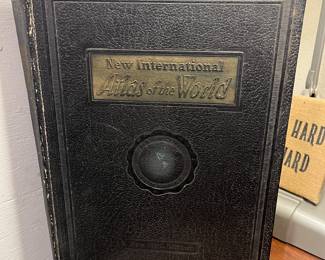 New International
Atlas of the World
HARD
ARD